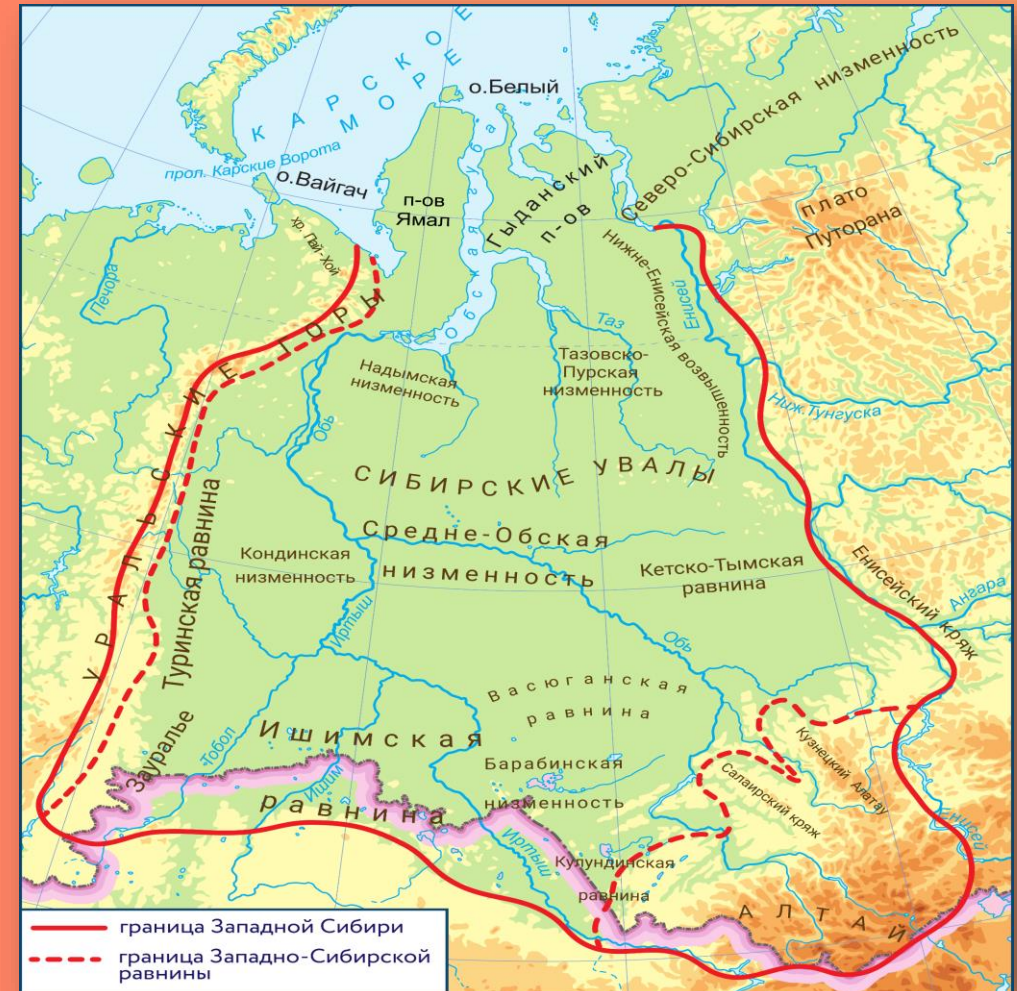 КАРСКОЕ
МОРЕ
о.Белый
Северо-Сибирская низменность
прол. Карские Ворота
о.Вайгач
п-ов
Ямал
Обская губа
Гыданский
п-ов
плато
Путорана
хр. Пай-Хой
Печора
Нижне-Енисейская возвышенность
Енисей
УРАЛЬСКИЕ ГОРЫ
Таз
Надымская
низменность
Тазовско-
Пурская
низменность
Ниж.Тунгуска
Обь
СИБИРСКИЕ УВАЛЫ
Туринская равнина
Средне-Обская
низменность
Кондинская
низменность
Кетско-Тымская
равнина
Енисейский кряж
Ангара
Иртыш
Обь
Васюганская
равнина
Зауралье
Тобол
Ишимская
равнина
Ишим
Барабинская
низменность
Кузнецкий Алатау
Салаирский кряж
Енисей
Иртыш
Кулундинская
равнина
АЛТАЙ
граница Западной Сибири
граница Западно-Сибирской
равнины